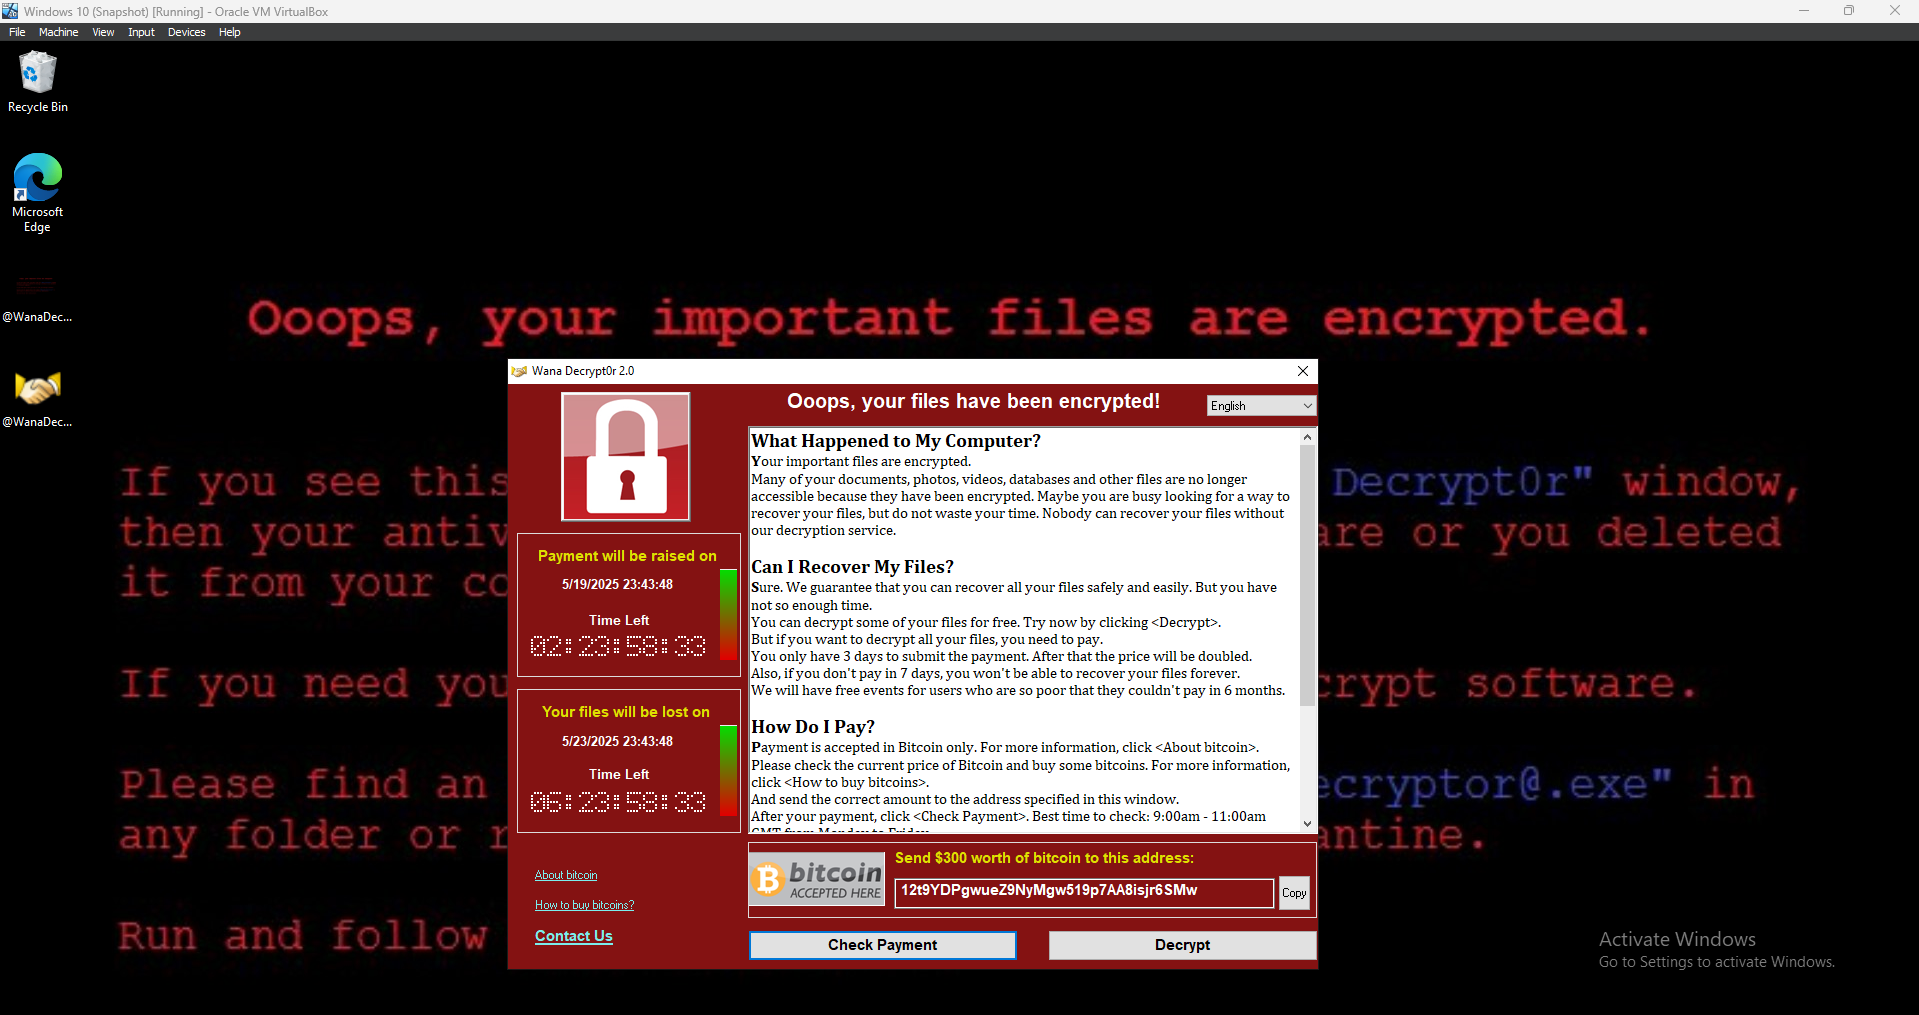 Windows 10 (Snapshot) [Running] - Oracle VM VirtualBox
File Machine View Input Devices Help
Recycle Bin
Microsoft
Edge
@WanaDec...
@WanaDec...
Ooops, your important files are encrypted.
If you see this
Decrypt0r" window,
then your antiv
are or you deleted
it from your co
If you need you
crypt software.
Please find an
ecryptor@.exe" in
any folder or r
antine.
Run and follow
Wana Decrypt0r 2.0
Ooops, your files have been encrypted!
English
Payment will be raised on
5/19/2025 23:43:48
Time Left
02:23:58:33
Your files will be lost on
5/23/2025 23:43:48
Time Left
06:23:58:33
About bitcoin
How to buy bitcoins?
Contact Us
What Happened to My Computer?
Your important files are encrypted.
Many of your documents, photos, videos, databases and other files are no longer
accessible because they have been encrypted. Maybe you are busy looking for a way to
recover your files, but do not waste your time. Nobody can recover your files without
our decryption service.
Can I Recover My Files?
Sure. We guarantee that you can recover all your files safely and easily. But you have
not so enough time.
You can decrypt some of your files for free. Try now by clicking <Decrypt>.
But if you want to decrypt all your files, you need to pay.
You only have 3 days to submit the payment. After that the price will be doubled.
Also, if you don't pay in 7 days, you won't be able to recover your files forever.
We will have free events for users who are so poor that they couldn't pay in 6 months.
How Do I Pay?
Payment is accepted in Bitcoin only. For more information, click <About bitcoin>.
Please check the current price of Bitcoin and buy some bitcoins. For more information,
click <How to buy bitcoins>.
And send the correct amount to the address specified in this window.
After your payment, click <Check Payment>. Best time to check: 9:00am - 11:00am
GMT from Monday to Friday
bitcoin
ACCEPTED HERE
Send $300 worth of bitcoin to this address:
12t9YDPgwueZ9NyMgw519p7AA8isjr6SMw
Copy
Check Payment
Decrypt
Activate Windows
Go to Settings to activate Windows.